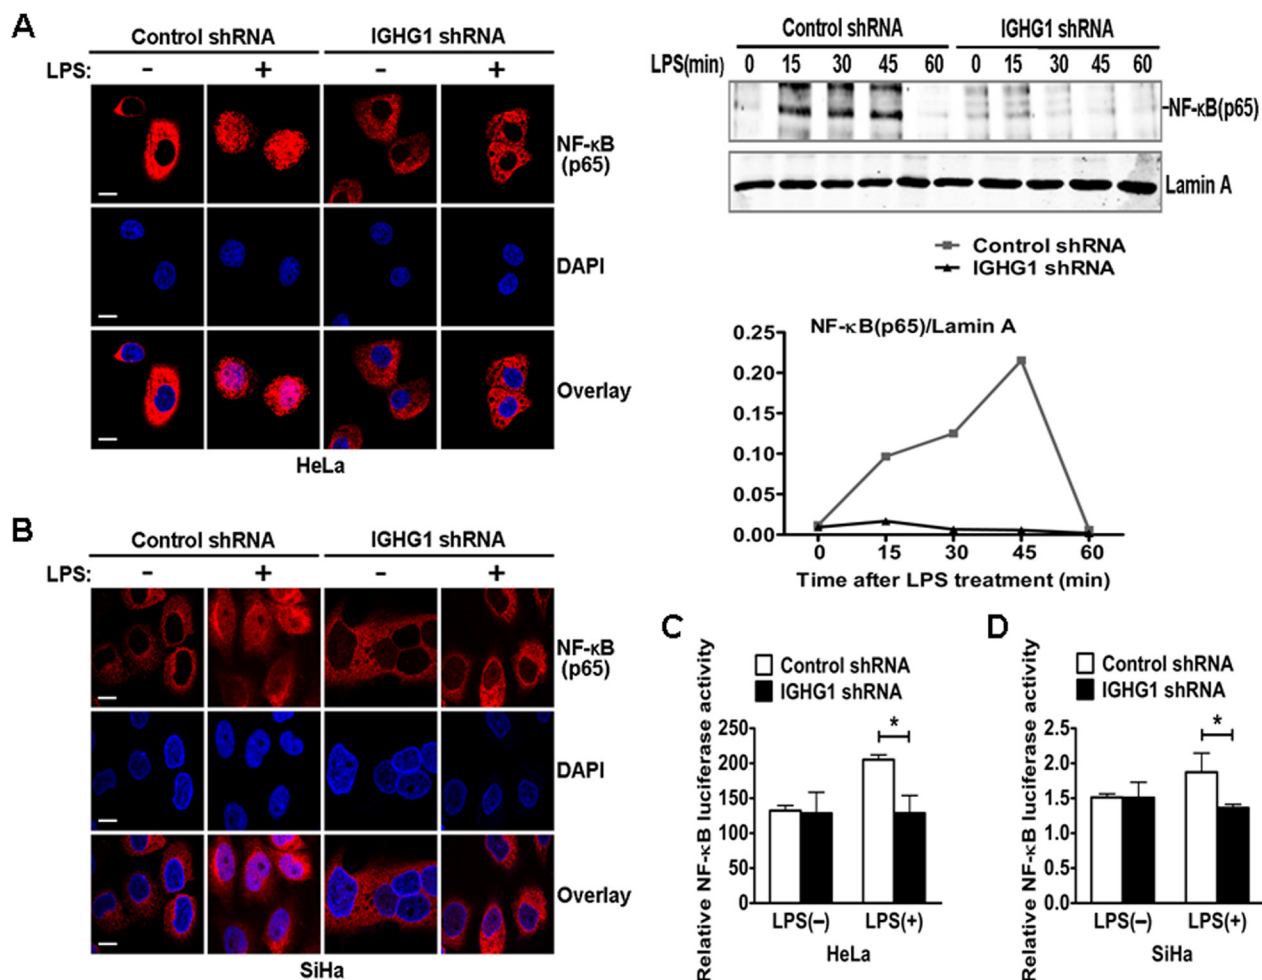 A
Control shRNA IGHG1 shRNA
LPS: – + – +
NF-κB
(p65)
DAPI
Overlay
HeLa
Control shRNA IGHG1 shRNA
LPS(min) 0 15 30 45 60 0 15 30 45 60
NF-κB(p65)
Lamin A
Control shRNA
IGHG1 shRNA
NF-κB(p65)/Lamin A
0.25
0.20
0.15
0.10
0.05
0.00
0 15 30 45 60
Time after LPS treatment (min)
B
Control shRNA IGHG1 shRNA
LPS: – + – +
NF-κB
(p65)
DAPI
Overlay
SiHa
C
Control shRNA
IGHG1 shRNA
Relative NF-κB luciferase activity
250
200
150
100
50
0
*
LPS(–) LPS(+)
HeLa
D
Control shRNA
IGHG1 shRNA
Relative NF-κB luciferase activity
2.5
2.0
1.5
1.0
0.5
0.0
*
LPS(–) LPS(+)
SiHa